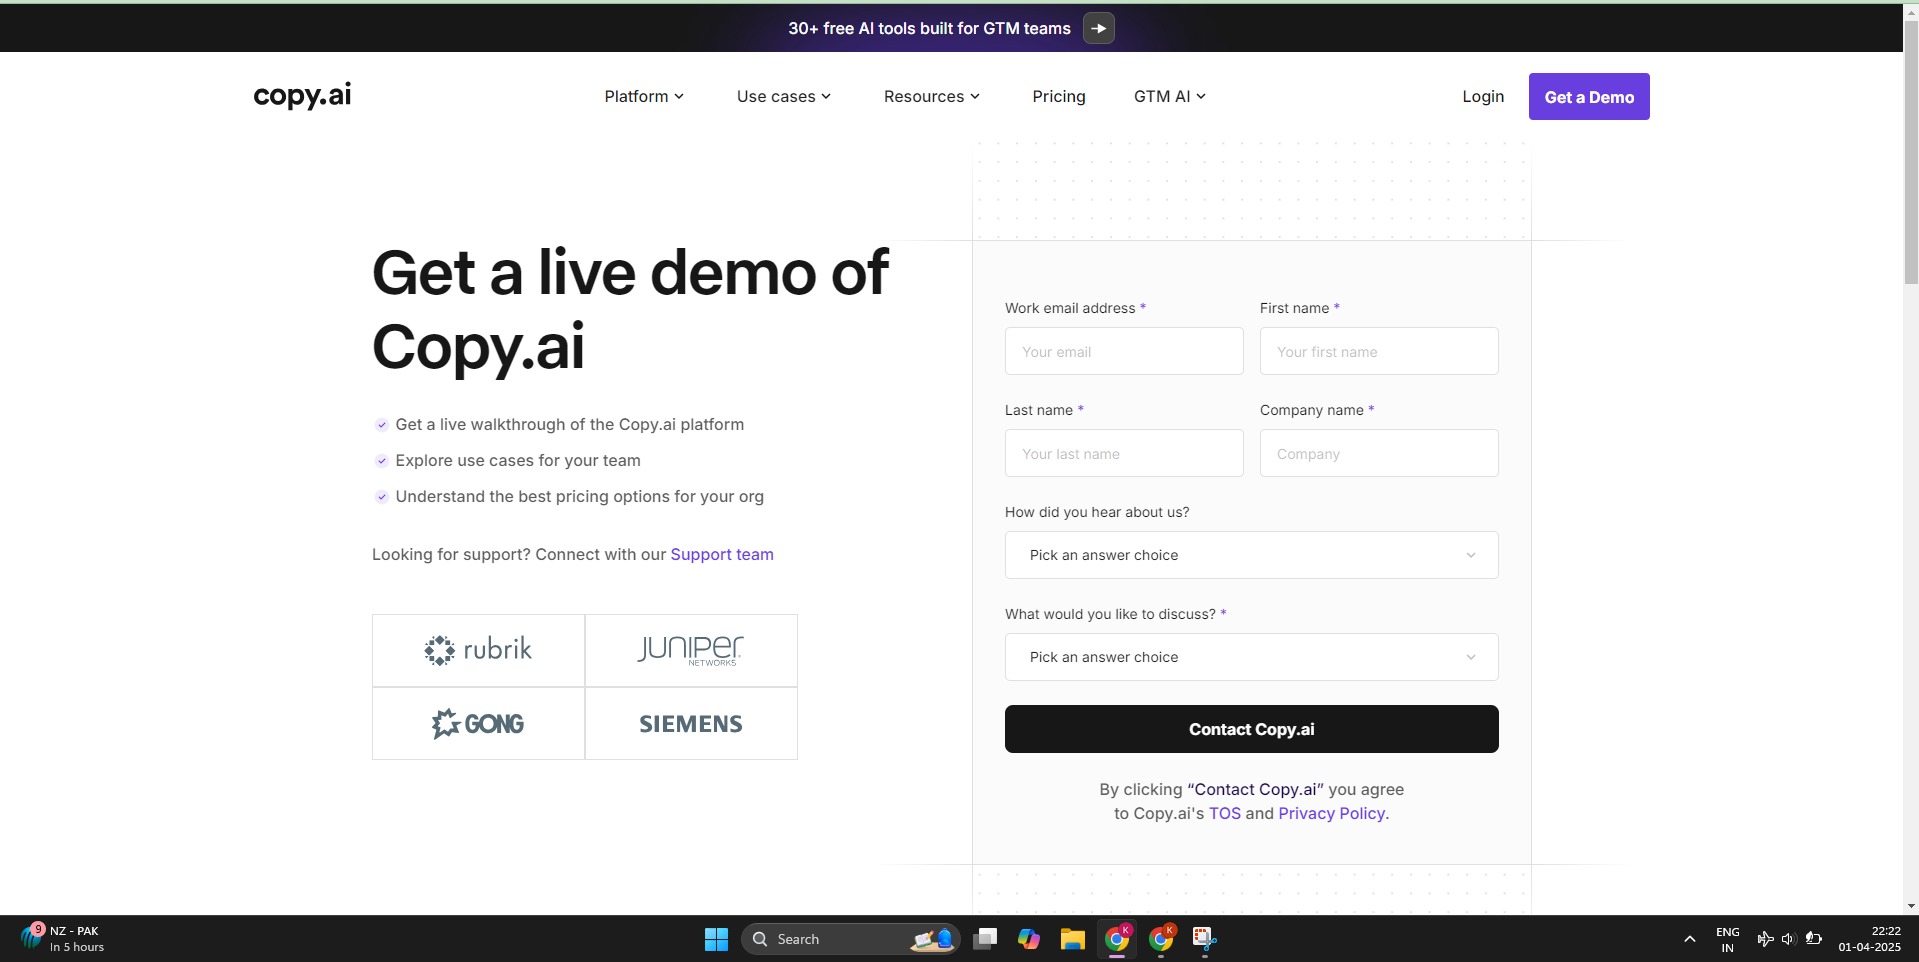 30+ free AI tools built for GTM teams
copy.ai
Platform
Use cases
Resources
Pricing
GTM AI
Login
Get a Demo
Get a live demo of
Copy.ai
Get a live walkthrough of the Copy.ai platform
Explore use cases for your team
Understand the best pricing options for your org
Looking for support? Connect with our Support team
rubrik
JUNIPER
NETWORKS
GONG
SIEMENS
Work email address *
Your email
First name *
Your first name
Last name *
Your last name
Company name *
Company
How did you hear about us?
Pick an answer choice
What would you like to discuss? *
Pick an answer choice
Contact Copy.ai
By clicking “Contact Copy.ai” you agree
to Copy.ai's TOS and Privacy Policy.
9
NZ - PAK
In 5 hours
Search
K
K
ENG
IN
22:22
01-04-2025